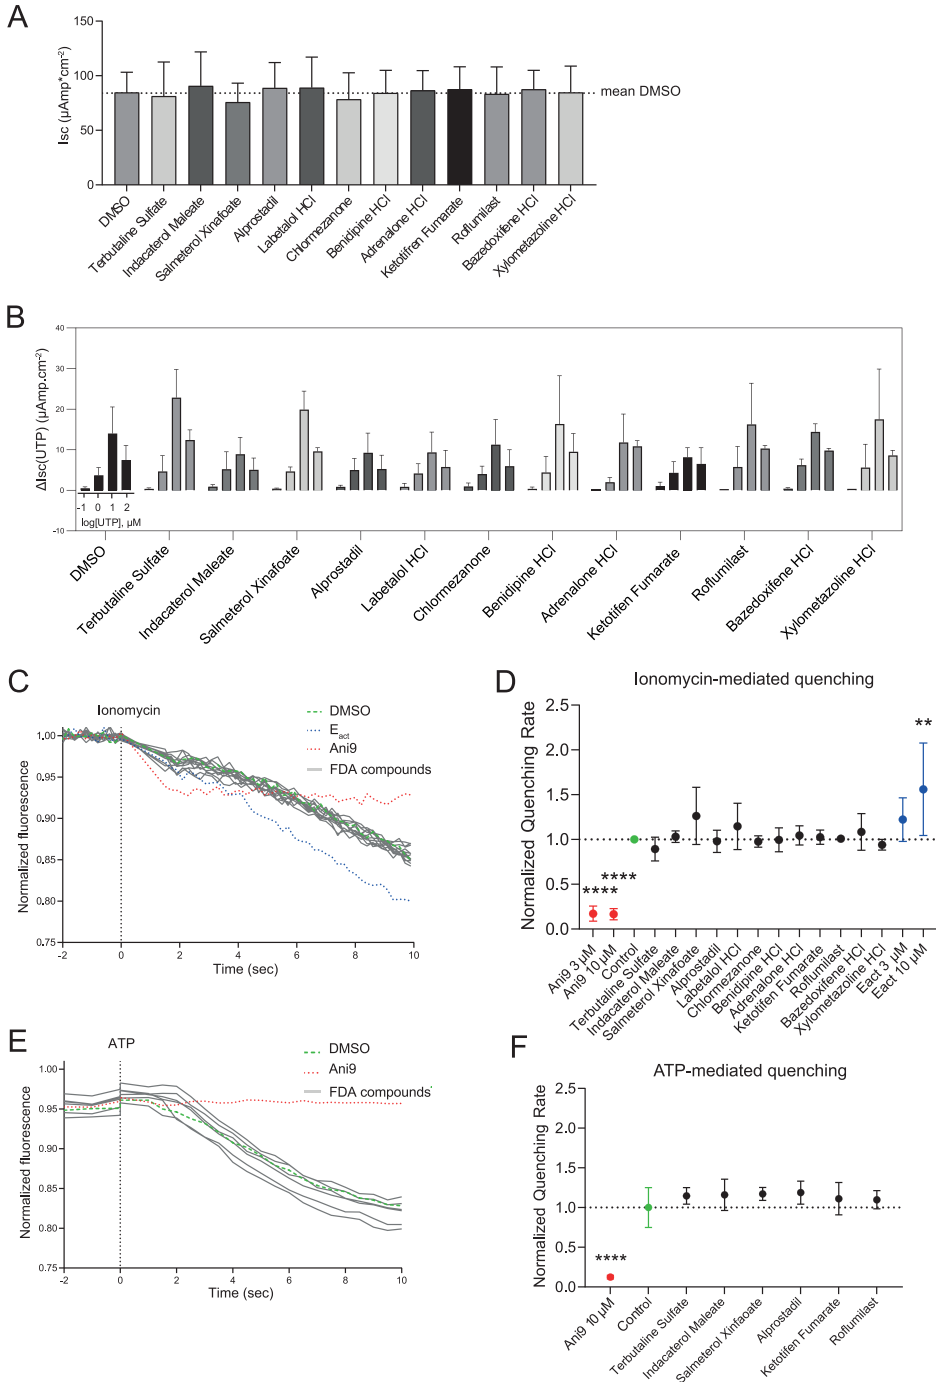 A
Isc (µAmp*cm-2)
150
100
50
0
mean DMSO
DMSO
Terbutaline Sulfate
Indacaterol Maleate
Salmeterol Xinafoate
Alprostadil
Labetalol HCl
Chlormezanone
Benidipine HCl
Adrenalone HCl
Ketotifren Fumarate
Roflumilast
Bazedoxifene HCl
Xylometazoline HCl
B
ΔIsc(UTP) (µAmp.cm-2)
40
30
20
10
0
-10
-1 0 1 2
log[UTP], µM
DMSO
Terbutaline Sulfate
Indacaterol Maleate
Salmeterol Xinafoate
Alprostadil
Labetalol HCl
Chlormezanone
Benidipine HCl
Adrenalone HCl
Ketotifen Fumarate
Roflumilast
Bazedoxifene HCl
Xylometazoline HCl
C
Ionomycin
DMSO
Eact
Ani9
FDA compounds
Normalized fluorescence
1,00
0.95
0.90
0.85
0.80
0.75
-2 0 2 4 6 8 10
Time (sec)
D
Ionomycin-mediated quenching
Normalized Quenching Rate
2.5
2.0
1.5
1.0
0.5
0.0
**
****
****
Ani9 3 µM
Ani9 10 µM
Control
Terbutaline Sulfate
Indacaterol Maleate
Salmeterol Xinafoate
Alprostadil
Labetalol HCl
Chlormezanone
Benidipine HCl
Adrenalone HCl
Ketotifen Fumarate
Roflumilast
Bazedoxifene HCl
Xylometazoline HCl
Eact 3 µM
Eact 10 µM
E
ATP
DMSO
Ani9
FDA compounds
Normalized fluorescence
1.00
0.95
0.90
0.85
0.80
0.75
-2 0 2 4 6 8 10
Time (sec)
F
ATP-mediated quenching
Normalized Quenching Rate
2.5
2.0
1.5
1.0
0.5
0.0
****
Ani9 10 µM
Control
Terbutaline Sulfate
Indacaterol Maleate
Salmeterol Xinfaoate
Alprostadil
Ketotifen Fumarate
Roflumilast